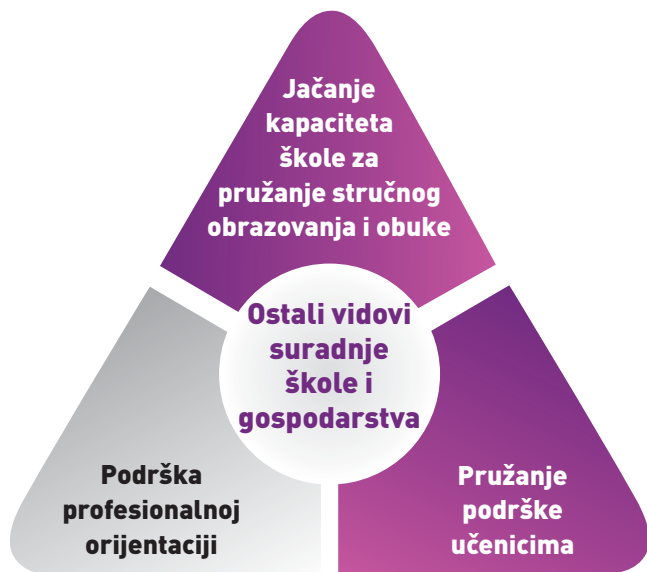 Jačanje
kapaciteta
škole za
pružanje stručnog
obrazovanja i obuke
Ostali vidovi
suradnje
škole i
gospodarstva
Podrška
profesionalnoj
orijentaciji
Pružanje
podrške
učenicima